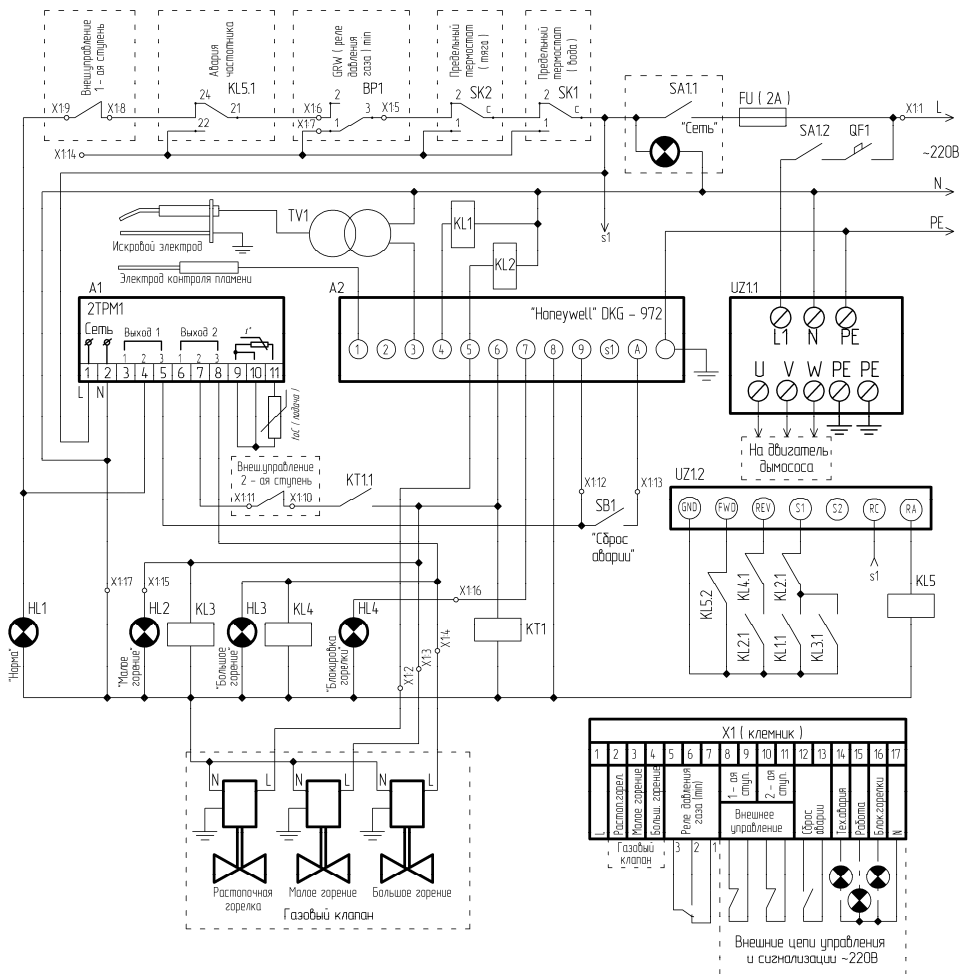 Внеш.управление
1 - ая ступень
Авария
частотника
KL5.1
GRW ( реле
давления
газа ) min
BP1
Предельный
термостат
( тяга )
SK2
Предельный
термостат
( вода )
SK1
SA1.1
FU ( 2A )
X1:1
L
X1:9
X1:8
24
21
22
X1:6
2
3
X1:5
X1:7
1
2
c
1
2
c
1
"Сеть"
SA1.2
QF1
~220В
X1:14
N
TV1
KL1
s1
PE
Искровой электрод
KL2
Электрод контроля пламени
A1
A2
UZ1.1
2ТРМ1
"Honeywell" DKG - 972
Сеть
Выход 1
Выход 2
t°
L1
N
PE
1
2
3
1
2
3
1
2
3
4
5
6
7
8
9
s1
A
1
2
3
4
5
6
7
8
9
10
11
U
V
W
PE
PE
L
N
toC ( подача )
На двигатель
дымососа
Внеш.управление
2 - ая ступень
X1:11
X1:10
KT1.1
X1:12
X1:13
UZ1.2
SB1
GND
FWD
REV
S1
S2
RC
RA
"Сброс
аварии"
s1
X1:17
X1:15
X1:16
KL5.2
KL4.1
KL2.1
KL5
HL1
HL2
KL3
HL3
KL4
HL4
KT1
KL2.1
KL1.1
KL3.1
"Норма"
"Малое
горение"
"Большое
горение"
"Блокировка
горелки"
X1:2
X1:3
X1:4
X1 ( клемник )
1 2 3 4 5 6 7 8 9 10 11 12 13 14 15 16 17
L
Растоп.горел.
Малое горение
Больш. горение
Реле давления
газа (min)
1 - ая
ступ.
2 - ая
ступ.
Внешнее
управление
Сброс
аварии
Тех.авария
Работа
Блок.горелки
N
N
L
N
L
N
L
Газовый
клапан
3
2
1
Растопочная
горелка
Малое горение
Большое горение
Газовый клапан
Внешние цепи управления
и сигнализации ~220В